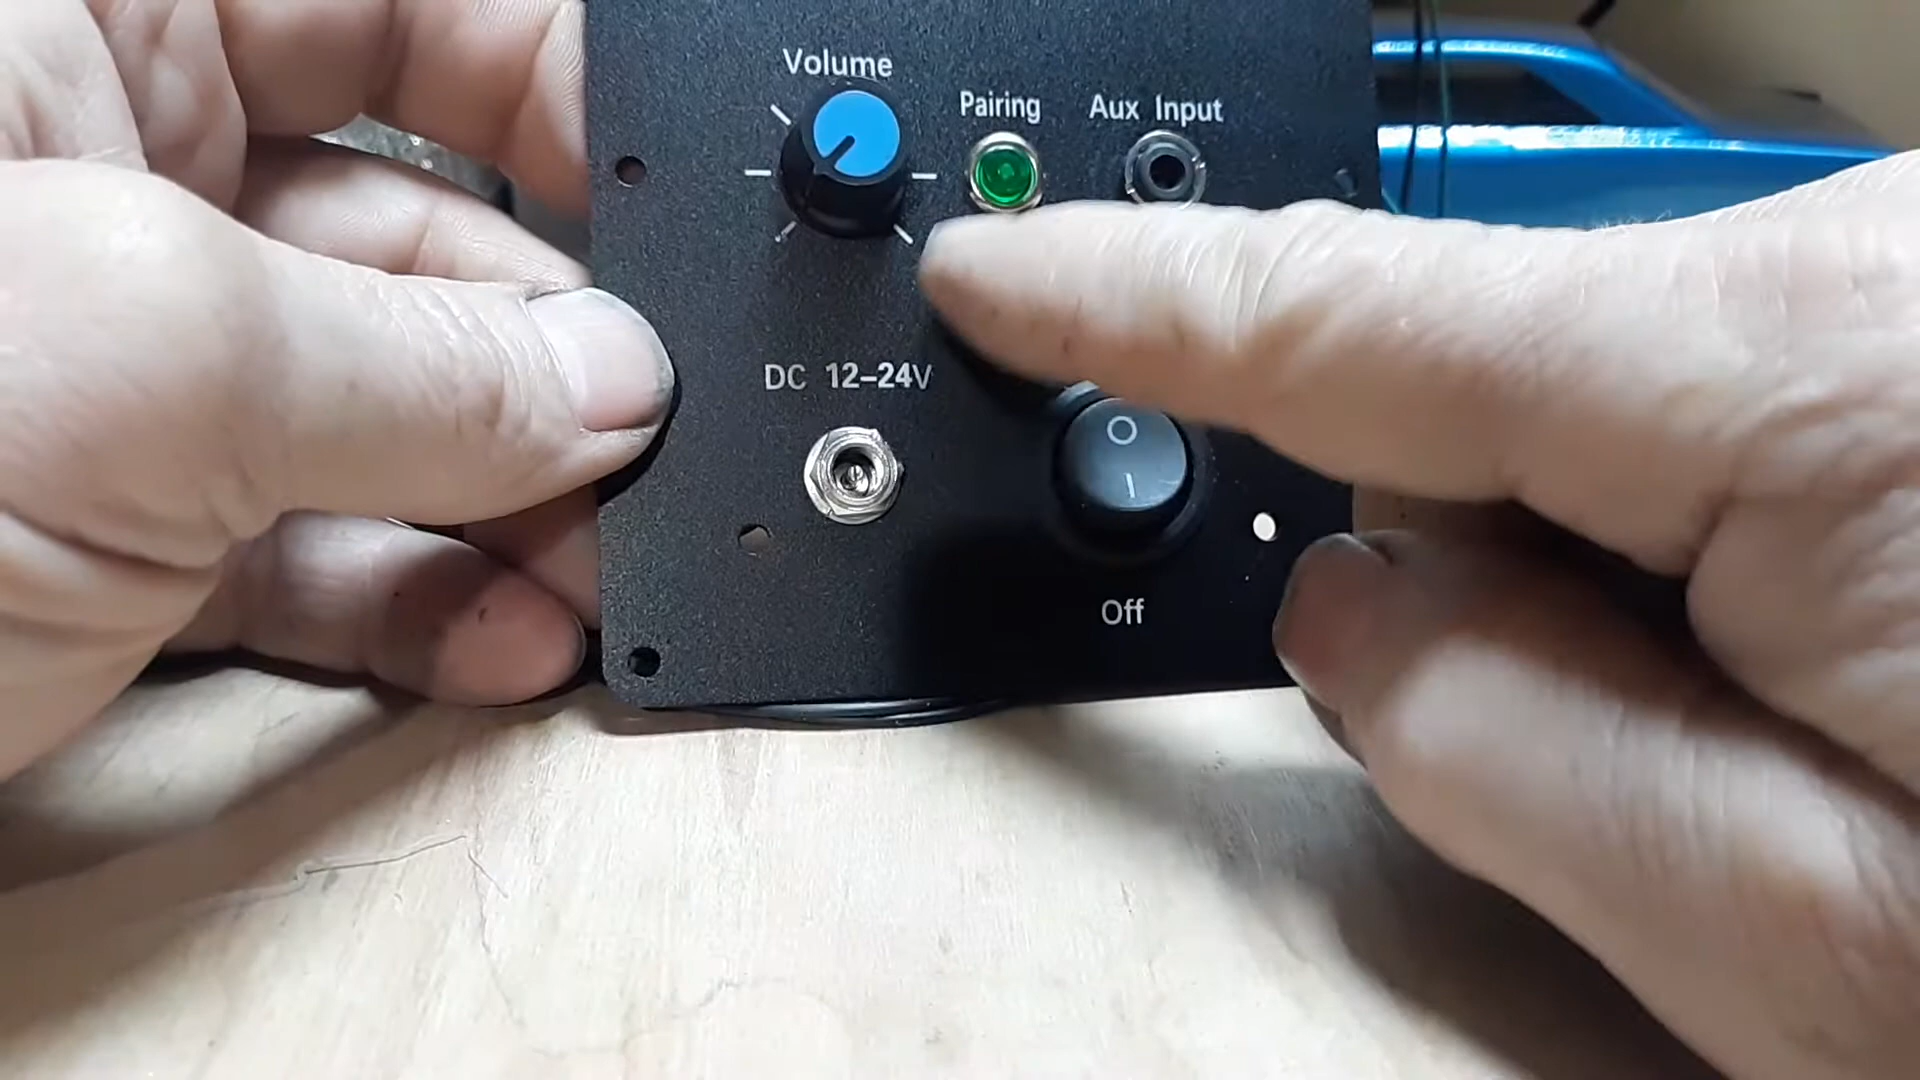 Volume
Pairing
Aux Input
DC 12–24V
O
I
Off